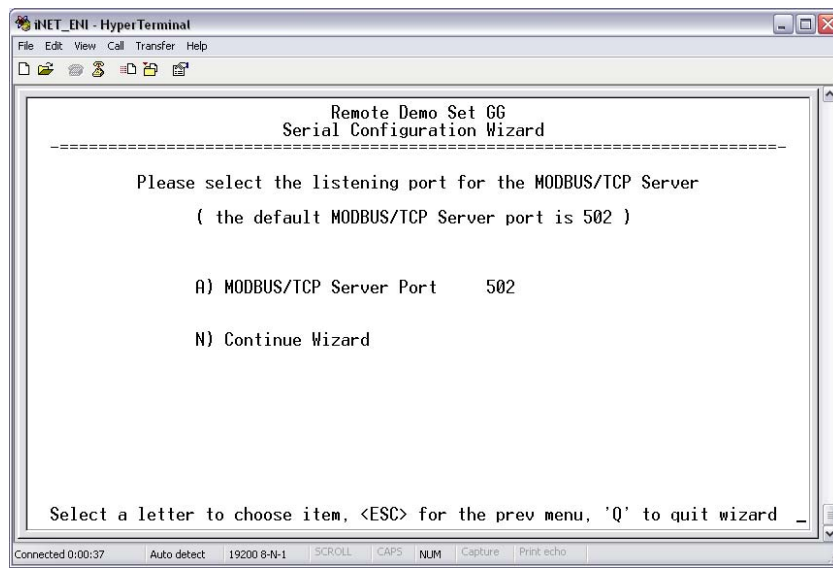 iNET_ENI - HyperTerminal
File Edit View Call Transfer Help
Remote Demo Set GG
Serial Configuration Wizard
-==========================================================================-
Please select the listening port for the MODBUS/TCP Server
( the default MODBUS/TCP Server port is 502 )
A) MODBUS/TCP Server Port 502
N) Continue Wizard
Select a letter to choose item, <ESC> for the prev menu, 'Q' to quit wizard _
Connected 0:00:37 Auto detect 19200 8-N-1 SCROLL CAPS NUM Capture Print echo